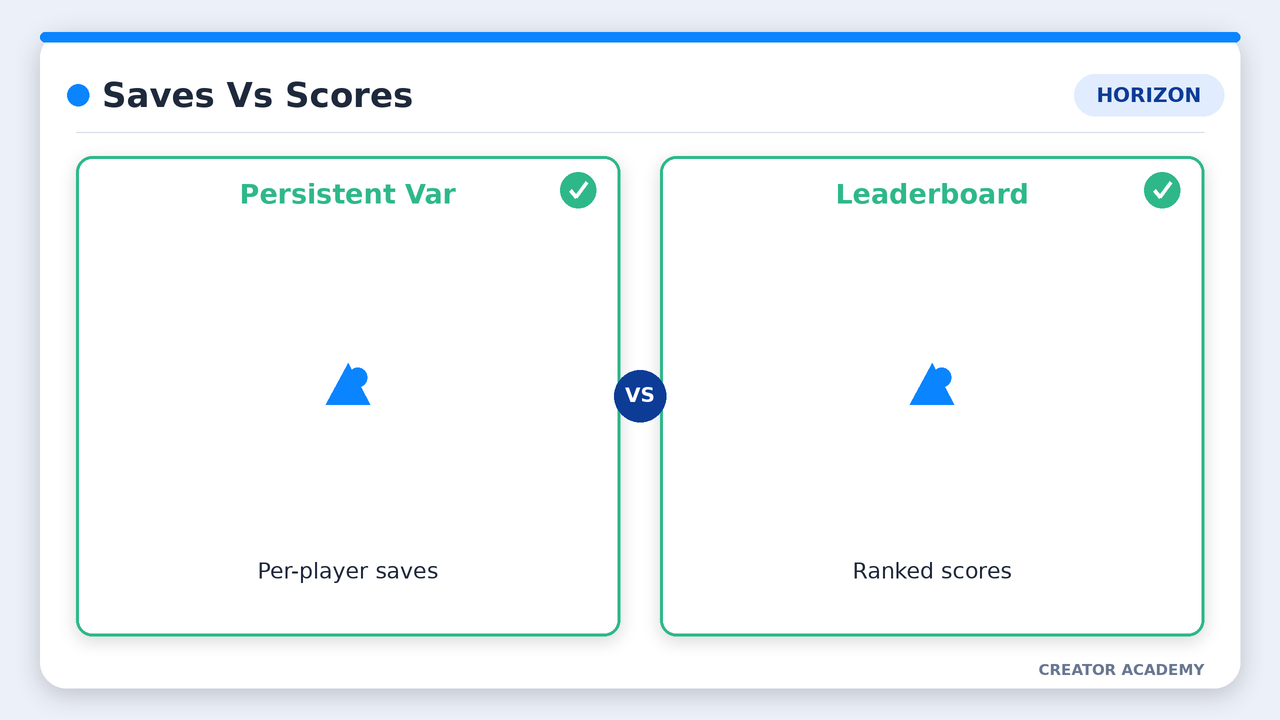 Saves Vs Scores
HORIZON
Persistent Var
Leaderboard
VS
Per-player saves
Ranked scores
CREATOR ACADEMY